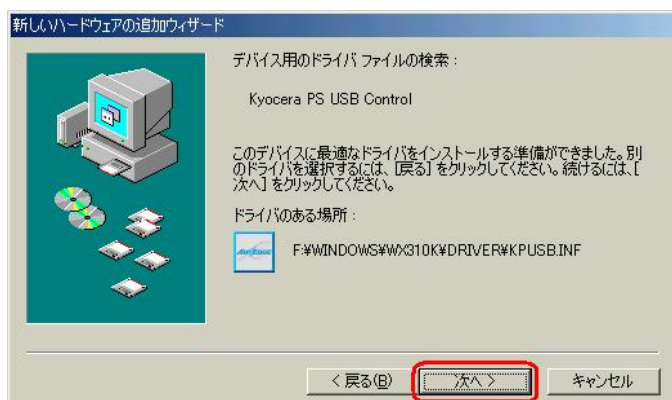 新しいハードウェアの追加ウィザード
デバイス用のドライバ ファイルの検索：
Kyocera PS USB Control
このデバイスに最適なドライバをインストールする準備ができました。別
のドライバを選択するには、[戻る] をクリックしてください。続けるには、[
次へ] をクリックしてください。
ドライバのある場所：
F:¥WINDOWS¥WX310K¥DRIVER¥KPUSB.INF
< 戻る(B)
次へ >
キャンセル